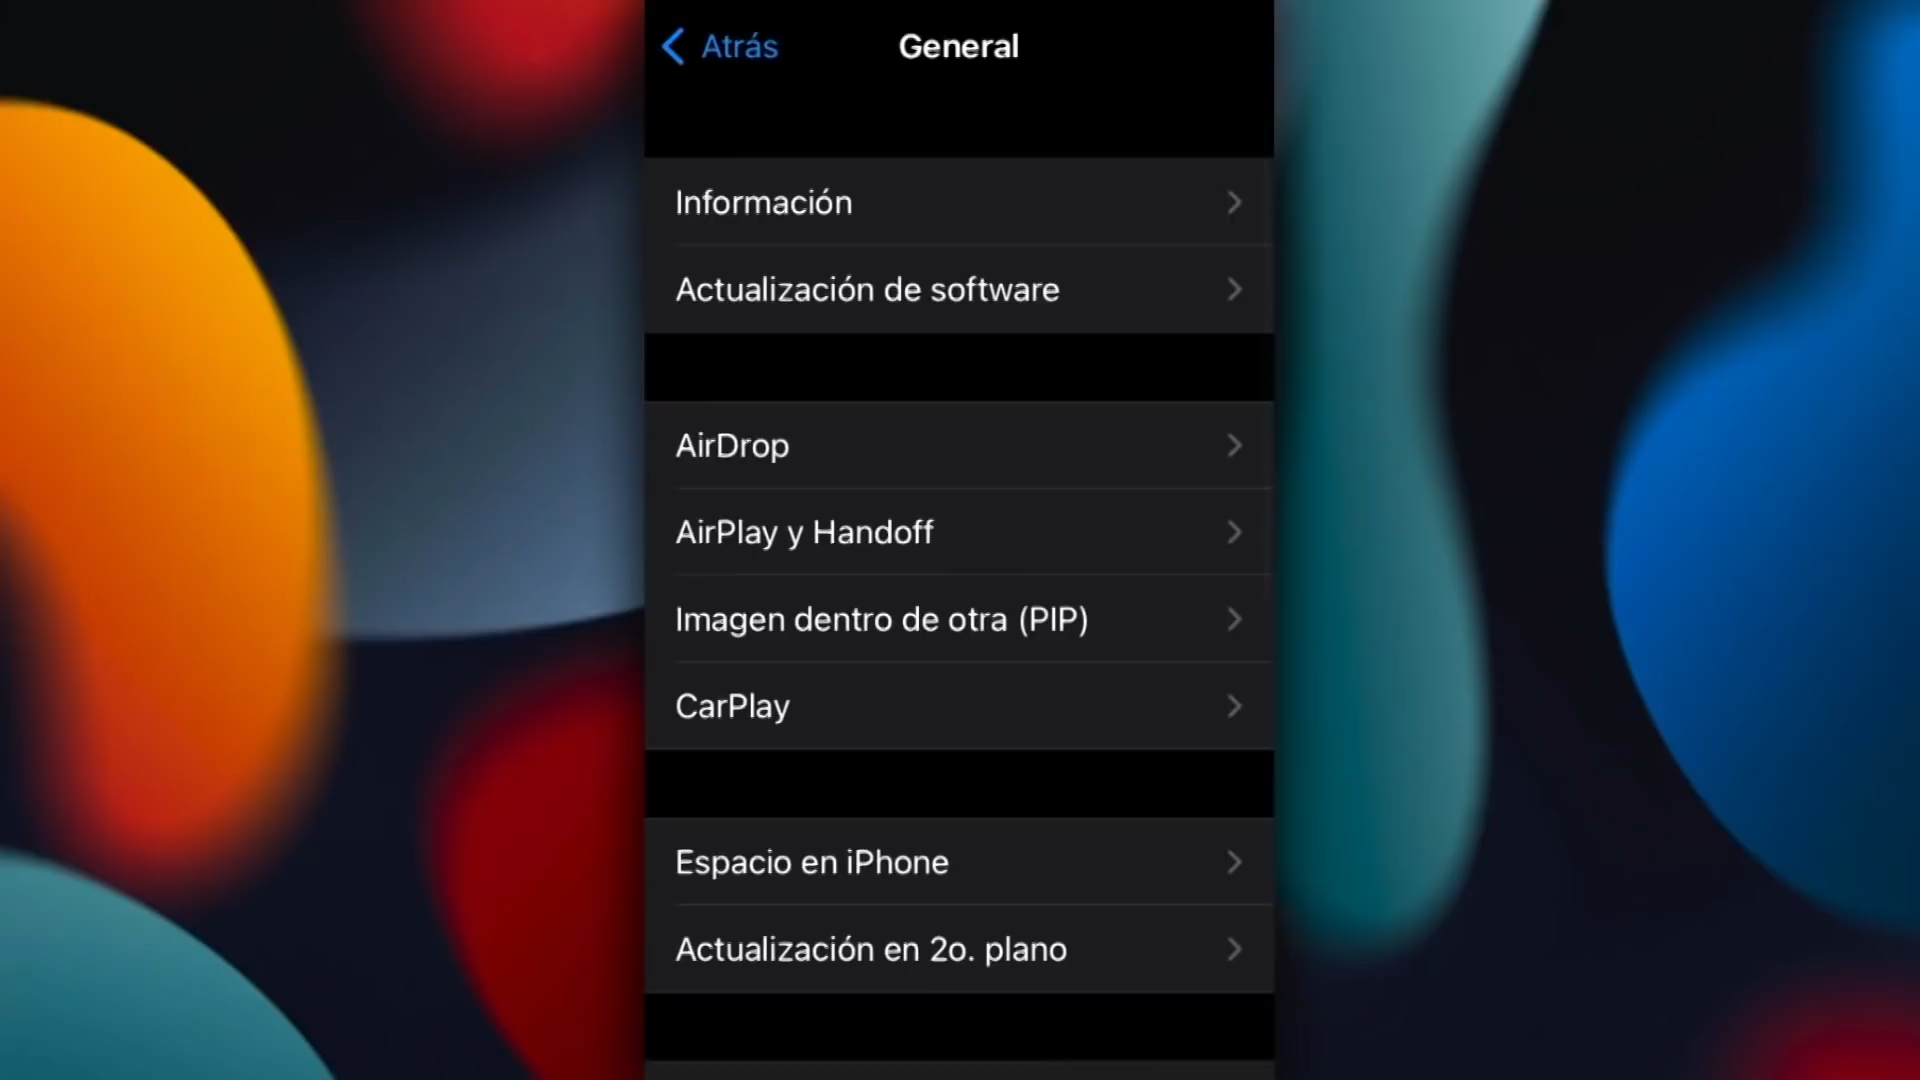 Atrás
General
Información
Actualización de software
AirDrop
AirPlay y Handoff
Imagen dentro de otra (PIP)
CarPlay
Espacio en iPhone
Actualización en 2o. plano